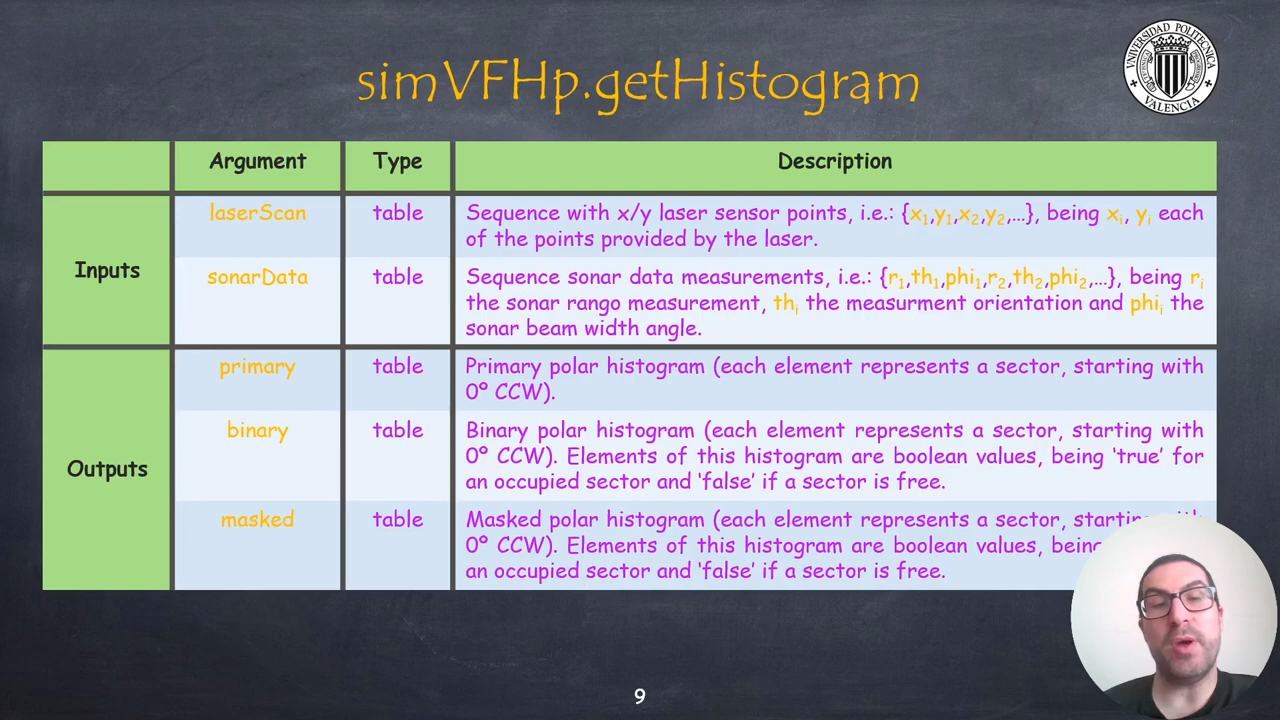 simVFHp.getHistogram
UNIVERSIDAD POLITECNICA
VALENCIA
Argument
Type
Description
Inputs
laserScan
table
Sequence with x/y laser sensor points, i.e.: {x1,y1,x2,y2,...}, being xi, yi each
of the points provided by the laser.
sonarData
table
Sequence sonar data measurements, i.e.: {r1,th1,phi1,r2,th2,phi2,...}, being ri
the sonar rango measurement, thi the measurment orientation and phii the
sonar beam width angle.
Outputs
primary
table
Primary polar histogram (each element represents a sector, starting with
0º CCW).
binary
table
Binary polar histogram (each element represents a sector, starting with
0º CCW). Elements of this histogram are boolean values, being ‘true’ for
an occupied sector and ‘false’ if a sector is free.
masked
table
Masked polar histogram (each element represents a sector, starting with
0º CCW). Elements of this histogram are boolean values, being
an occupied sector and ‘false’ if a sector is free.
9